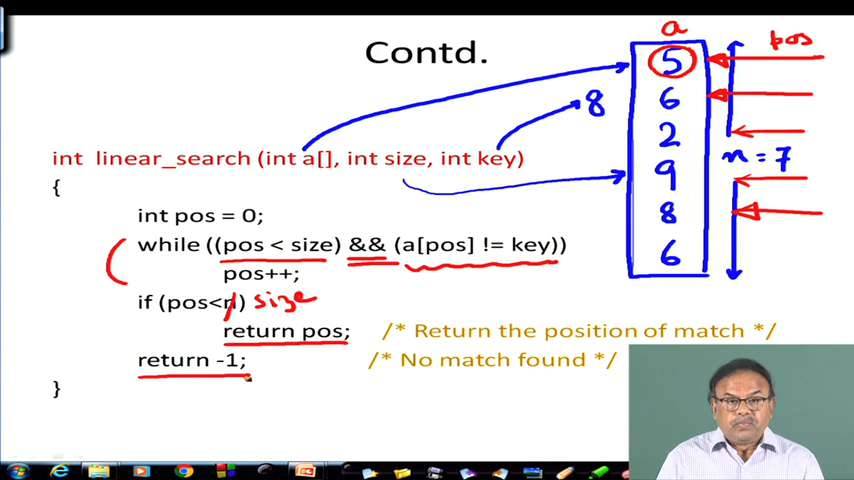 Contd.
a
pos
5
8
6
2
n = 7
9
8
6
int linear_search (int a[], int size, int key)
{
int pos = 0;
while ((pos < size) && (a[pos] != key))
pos++;
if (pos<n) size
return pos; /* Return the position of match */
return -1; /* No match found */
}